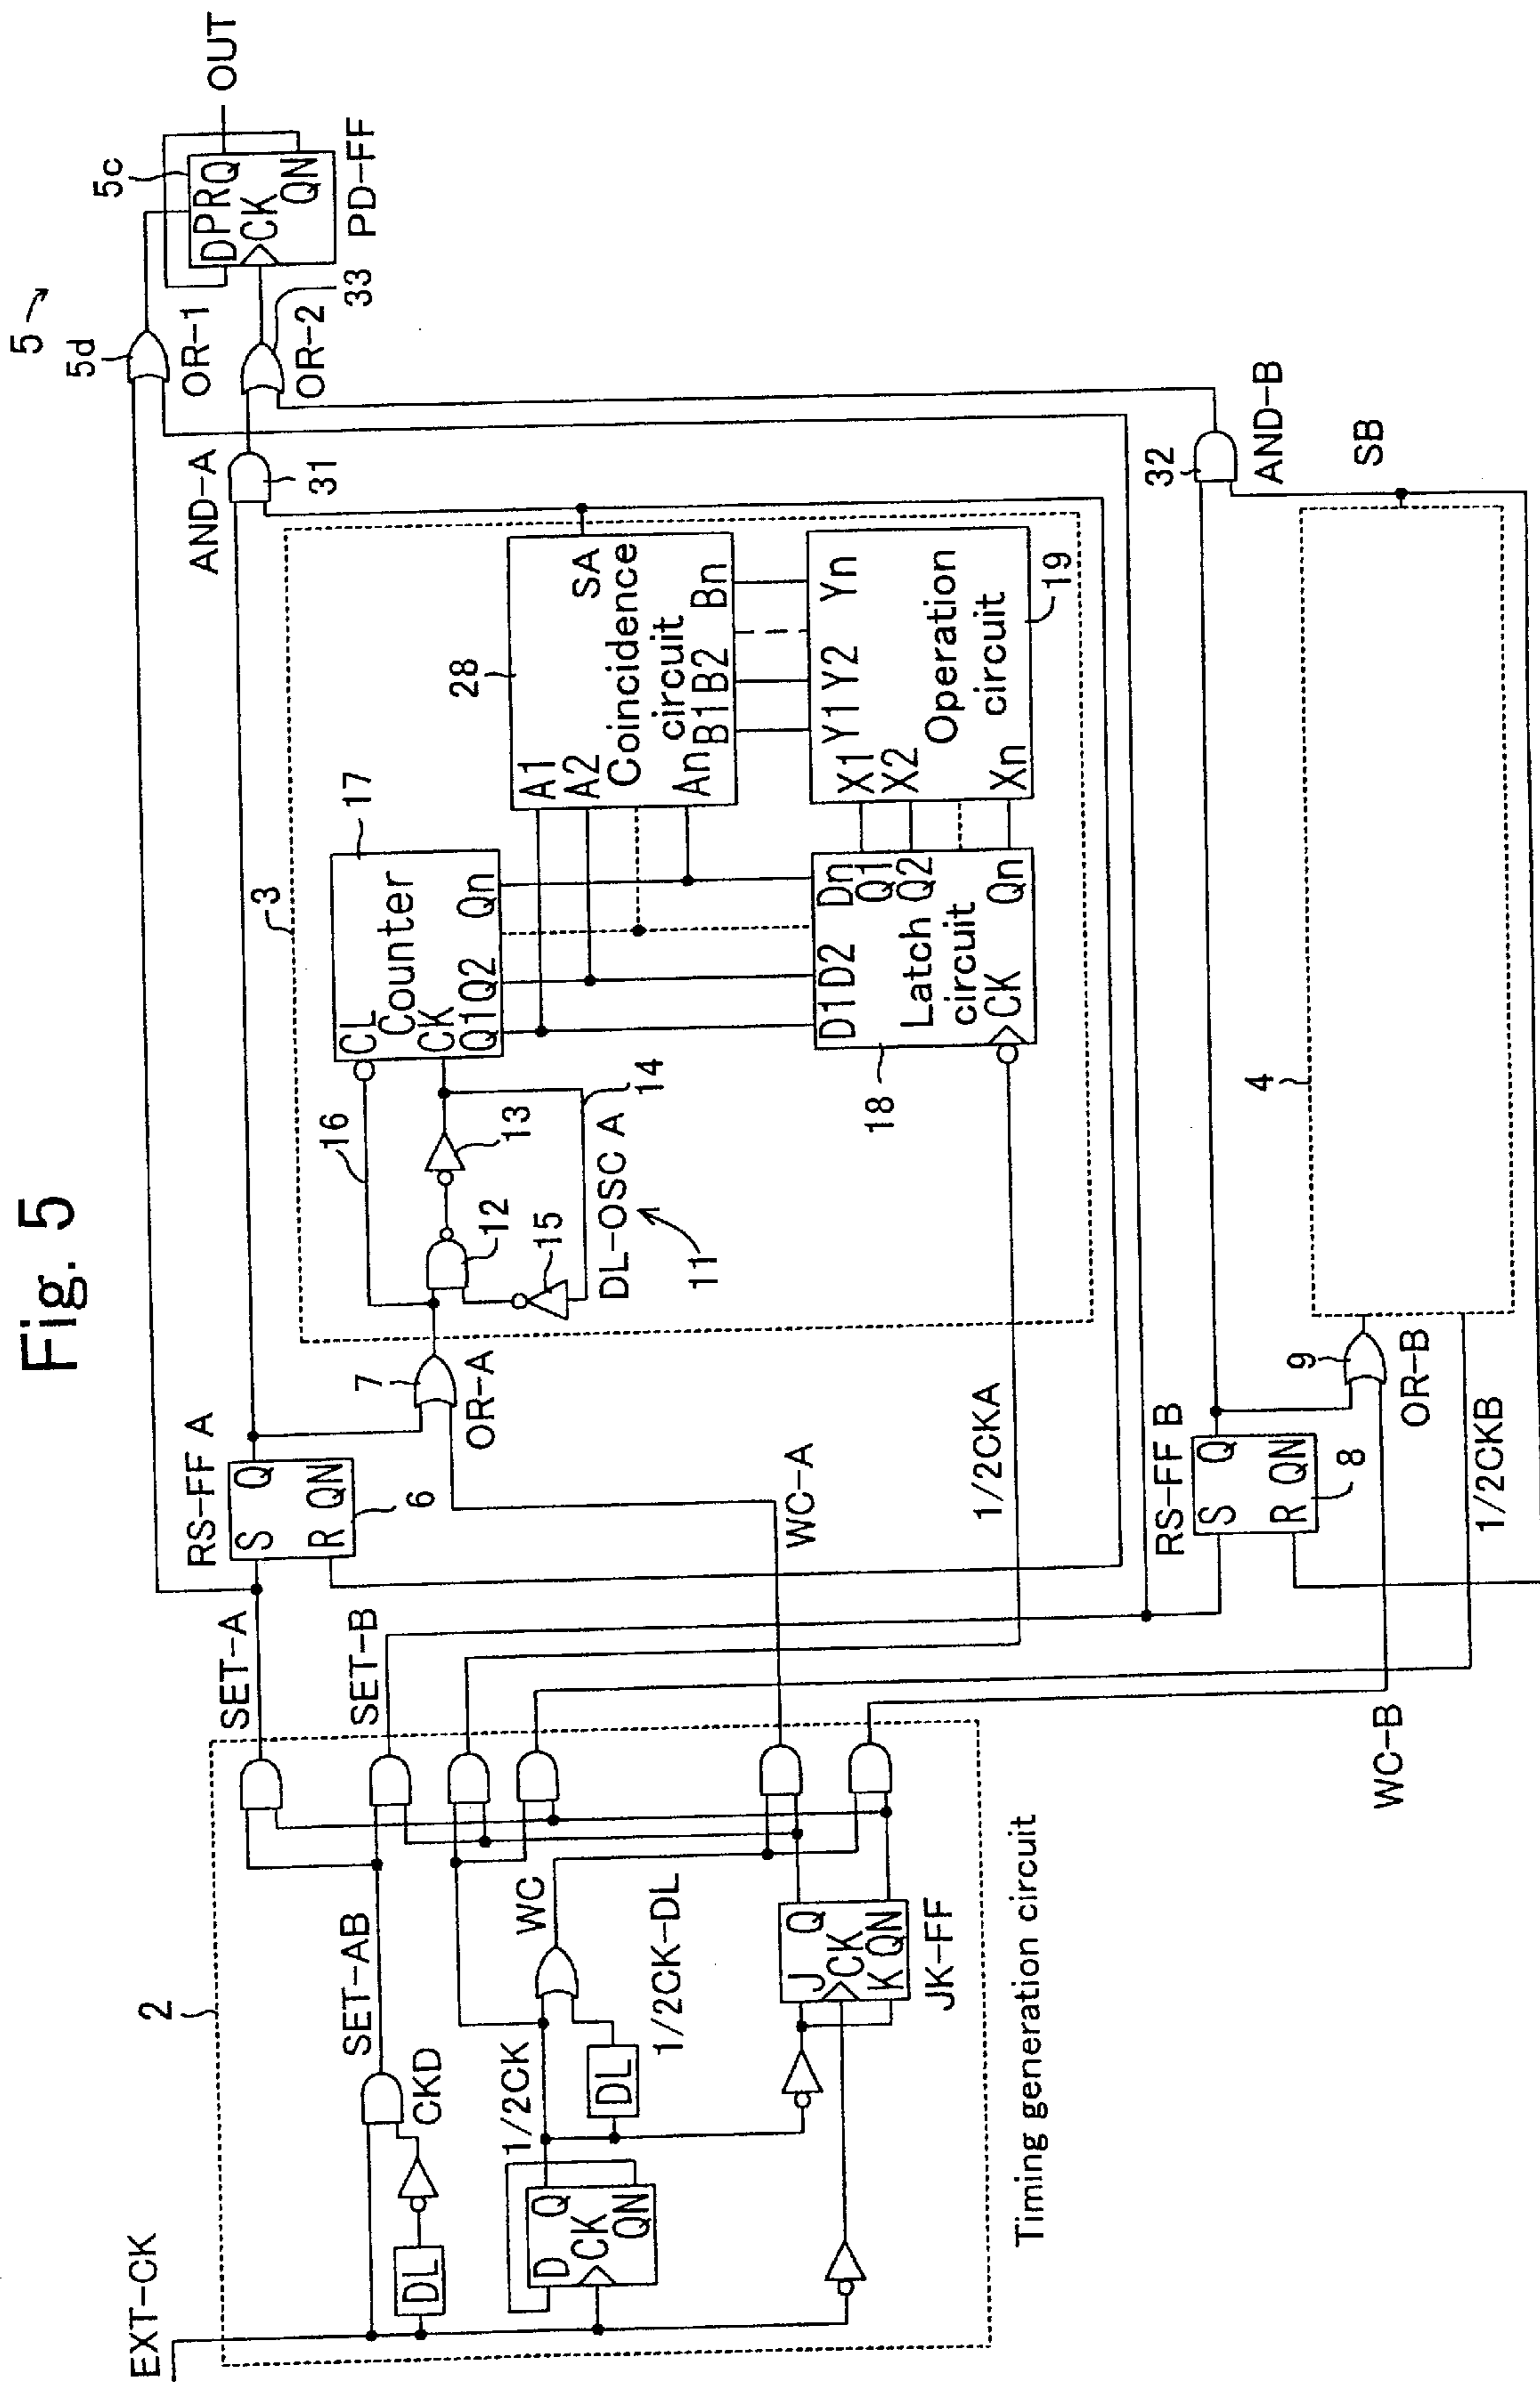 Fig. 5
EXT-CK
2
DL
CKD
SET-AB
D Q
CK
QN
1/2CK
DL
1/2CK-DL
WC
J Q
CK
K QN
JK-FF
Timing generation circuit
SET-A
SET-B
WC-A
WC-B
1/2CKA
1/2CKB
RS-FF A
S Q
R QN
6
7
OR-A
3
16
12
13
14
15
DL-OSC A
11
17
CL
Counter
CK
Q1 Q2 Qn
18
D1 D2 Dn
Latch
circuit
CK
Q1
Q2
Qn
28
A1
A2
An
SA
Coincidence
circuit
B1 B2 Bn
Y1 Y2 Yn
X1
X2
Xn
Operation
circuit
19
AND-A
31
5
5d
OR-1
OR-2
33
5c
D PR Q
CK
QN
PD-FF
OUT
RS-FF B
S Q
R QN
8
9
OR-B
4
32
AND-B
SB